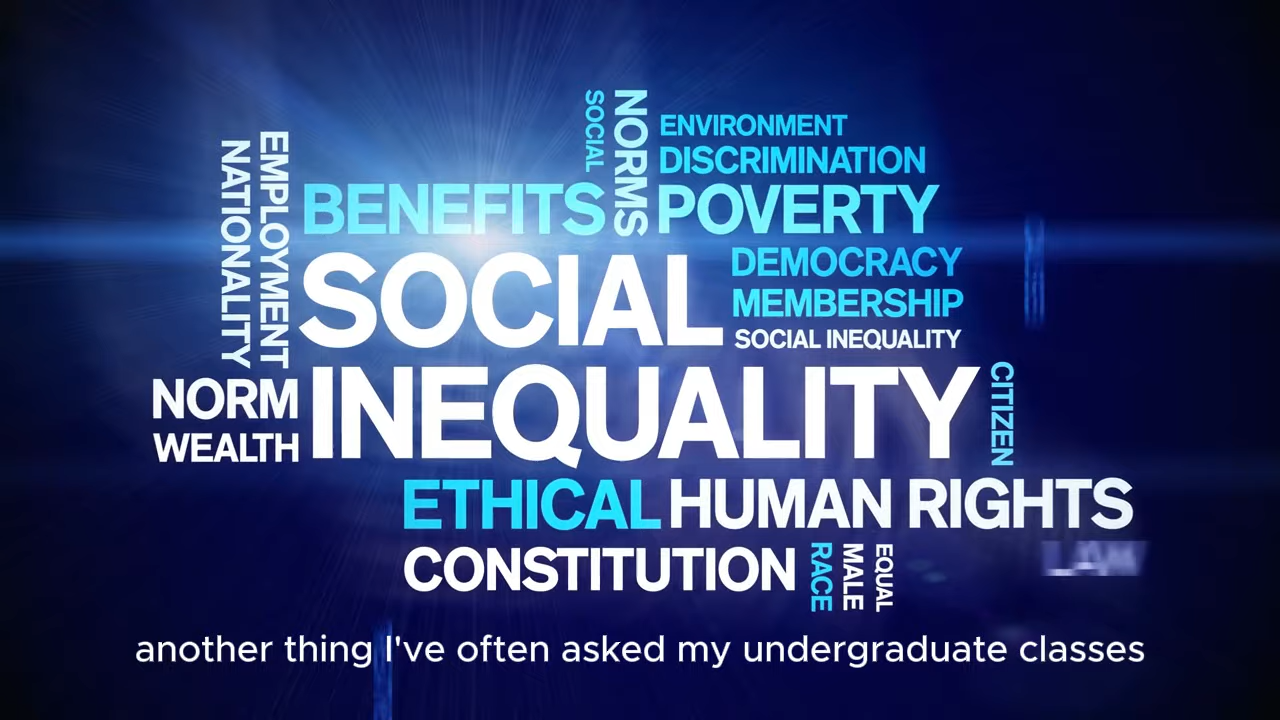 SOCIAL
NORMS
ENVIRONMENT
DISCRIMINATION
EMPLOYMENT
NATIONALITY
BENEFITS
POVERTY
DEMOCRACY
MEMBERSHIP
SOCIAL INEQUALITY
SOCIAL
INEQUALITY
CITIZEN
NORM
WEALTH
ETHICAL
HUMAN RIGHTS
CONSTITUTION
RACE
MALE
EQUAL
LAW
another thing I've often asked my undergraduate classes